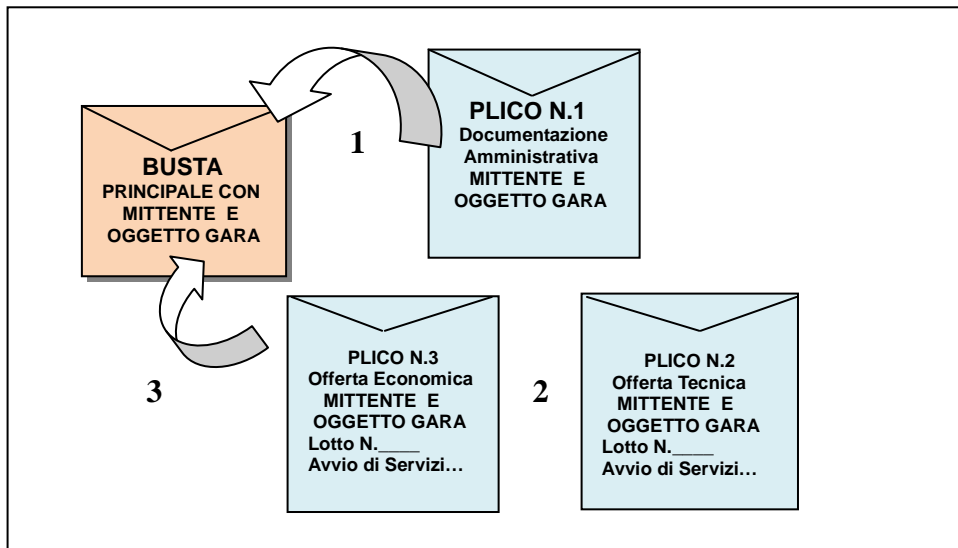 BUSTA
PRINCIPALE CON
MITTENTE E
OGGETTO GARA
1
PLICO N.1
Documentazione
Amministrativa
MITTENTE E
OGGETTO GARA
3
PLICO N.3
Offerta Economica
MITTENTE E
OGGETTO GARA
Lotto N.____
Avvio di Servizi…
2
PLICO N.2
Offerta Tecnica
MITTENTE E
OGGETTO GARA
Lotto N.____
Avvio di Servizi…